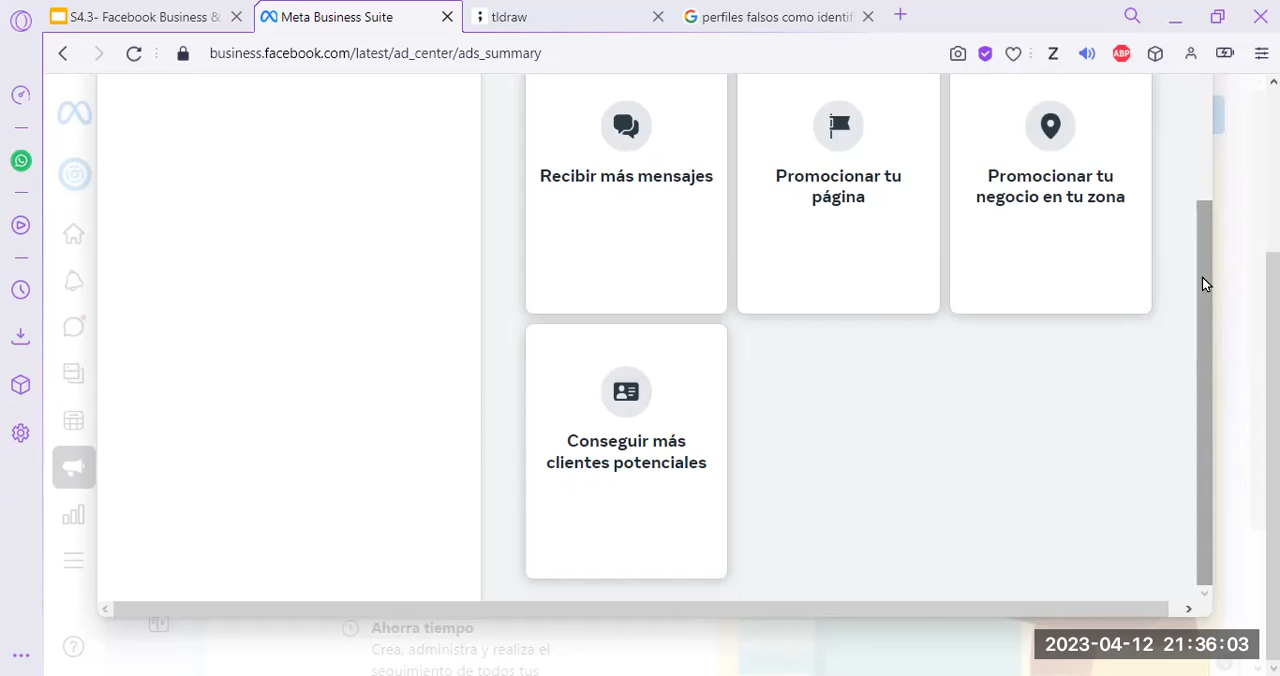 S4.3- Facebook Business &
Meta Business Suite
tldraw
perfiles falsos como identif
business.facebook.com/latest/ad_center/ads_summary
Recibir más mensajes
Promocionar tu
página
Promocionar tu
negocio en tu zona
Conseguir más
clientes potenciales
Ahorra tiempo
Crea, administra y realiza el
seguimiento de todos tus
2023-04-12 21:36:03
Z
ABP